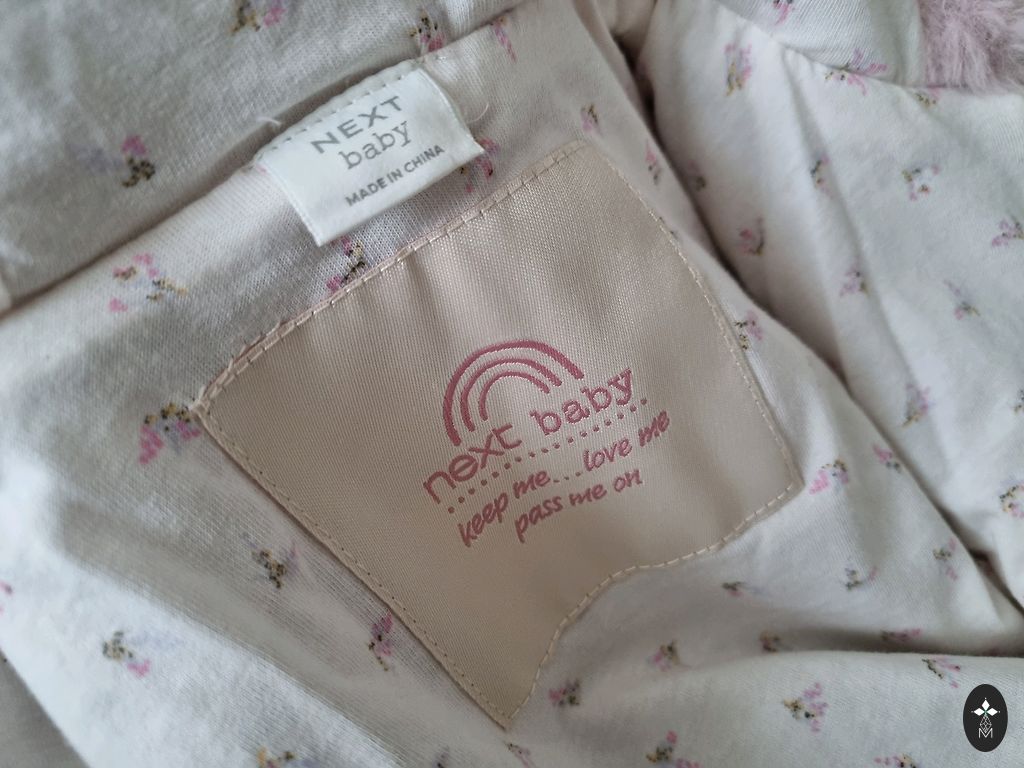 NEXT
baby
MADE IN CHINA
next baby
keep me...love me
pass me on
M